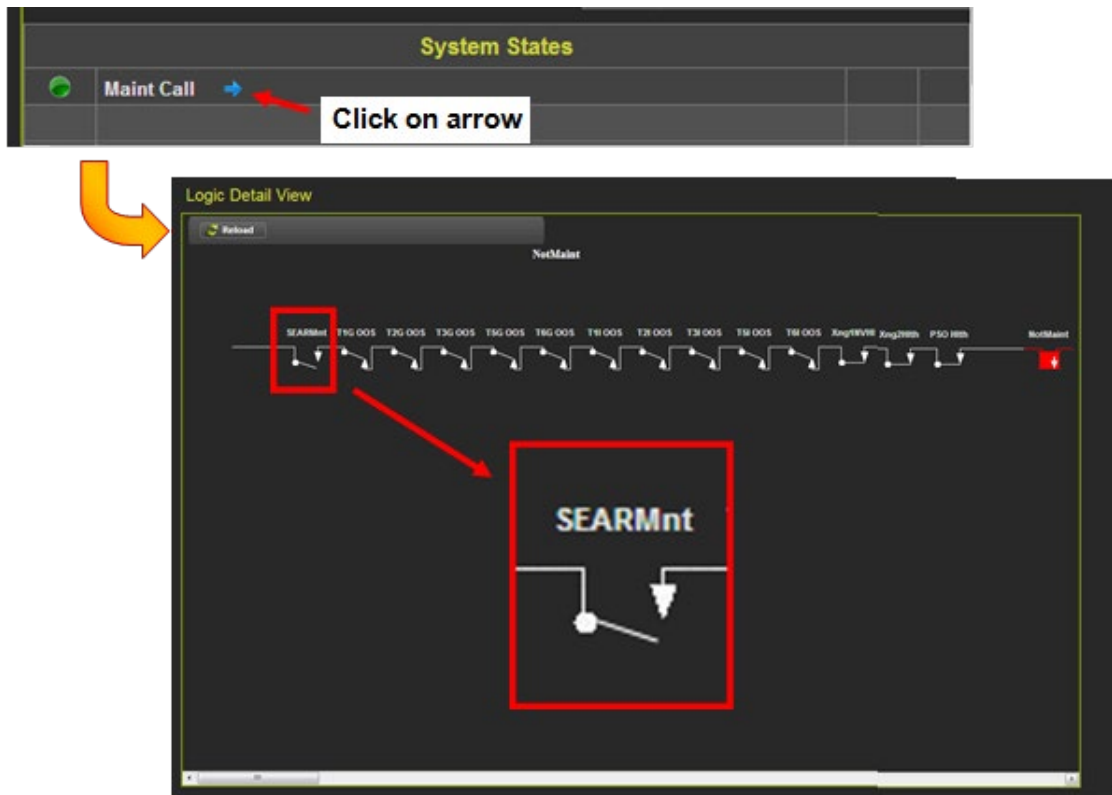 System States
Maint Call
Click on arrow
Logic Detail View
Reload
NotMaint
SEARMnt T1G OOS T2G OOS T3G OOS T5G OOS T6G OOS T1I OOS T2I OOS T3I OOS T5I OOS T6I OOS Xng2Hlth PSO Hlth NotMaint
SEARMnt